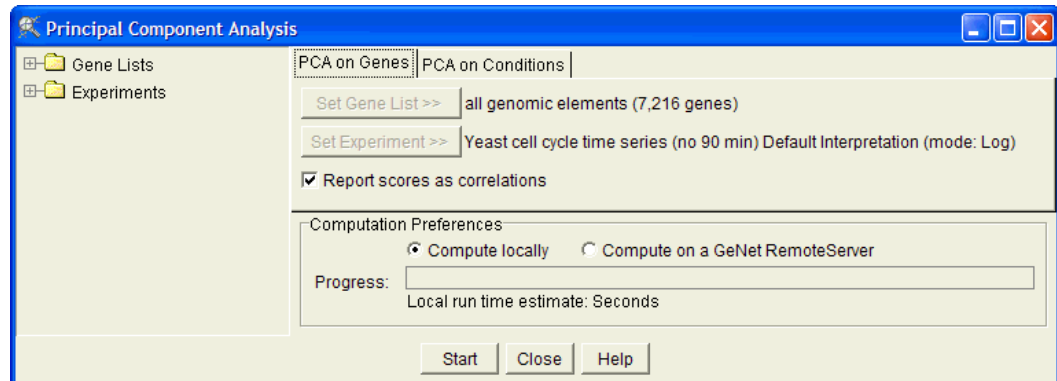 Principal Component Analysis
Gene Lists
Experiments
PCA on Genes PCA on Conditions
Set Gene List >> all genomic elements (7,216 genes)
Set Experiment >> Yeast cell cycle time series (no 90 min) Default Interpretation (mode: Log)
Report scores as correlations
Computation Preferences
Compute locally Compute on a GeNet RemoteServer
Progress:
Local run time estimate: Seconds
Start Close Help